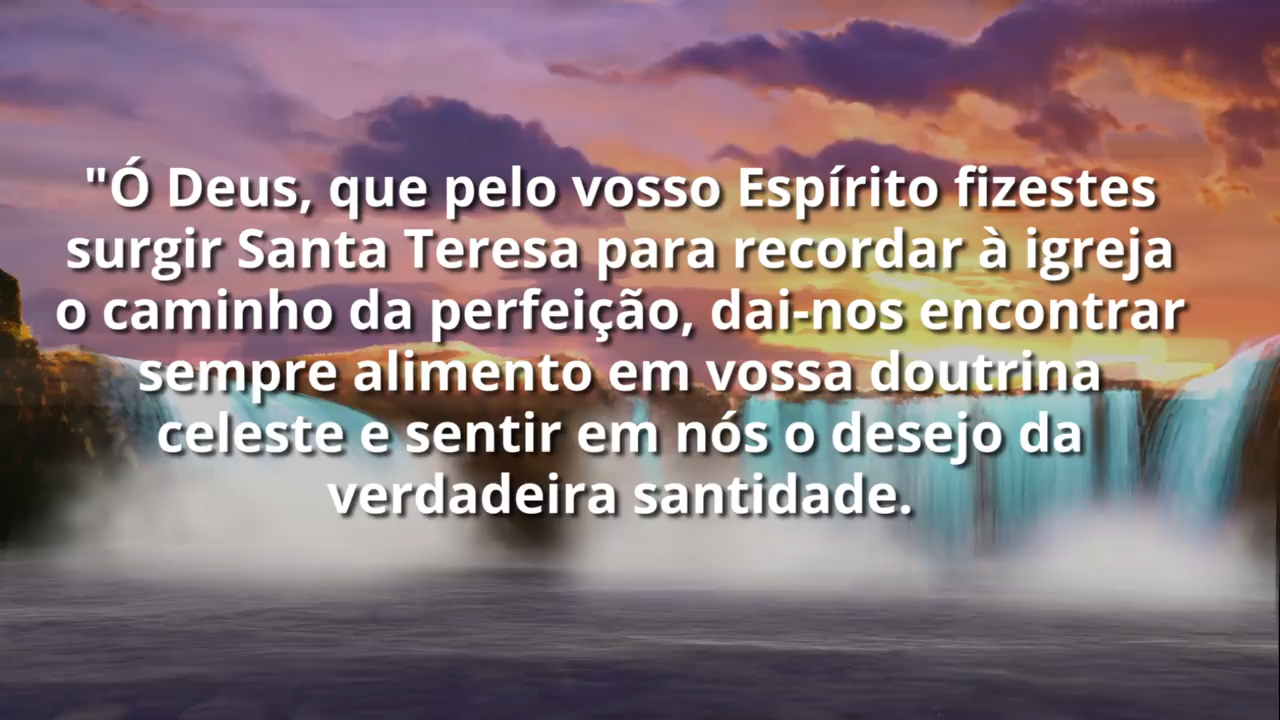 "Ó Deus, que pelo vosso Espírito fizestes
surgir Santa Teresa para recordar à igreja
o caminho da perfeição, dai-nos encontrar
sempre alimento em vossa doutrina
celeste e sentir em nós o desejo da
verdadeira santidade.